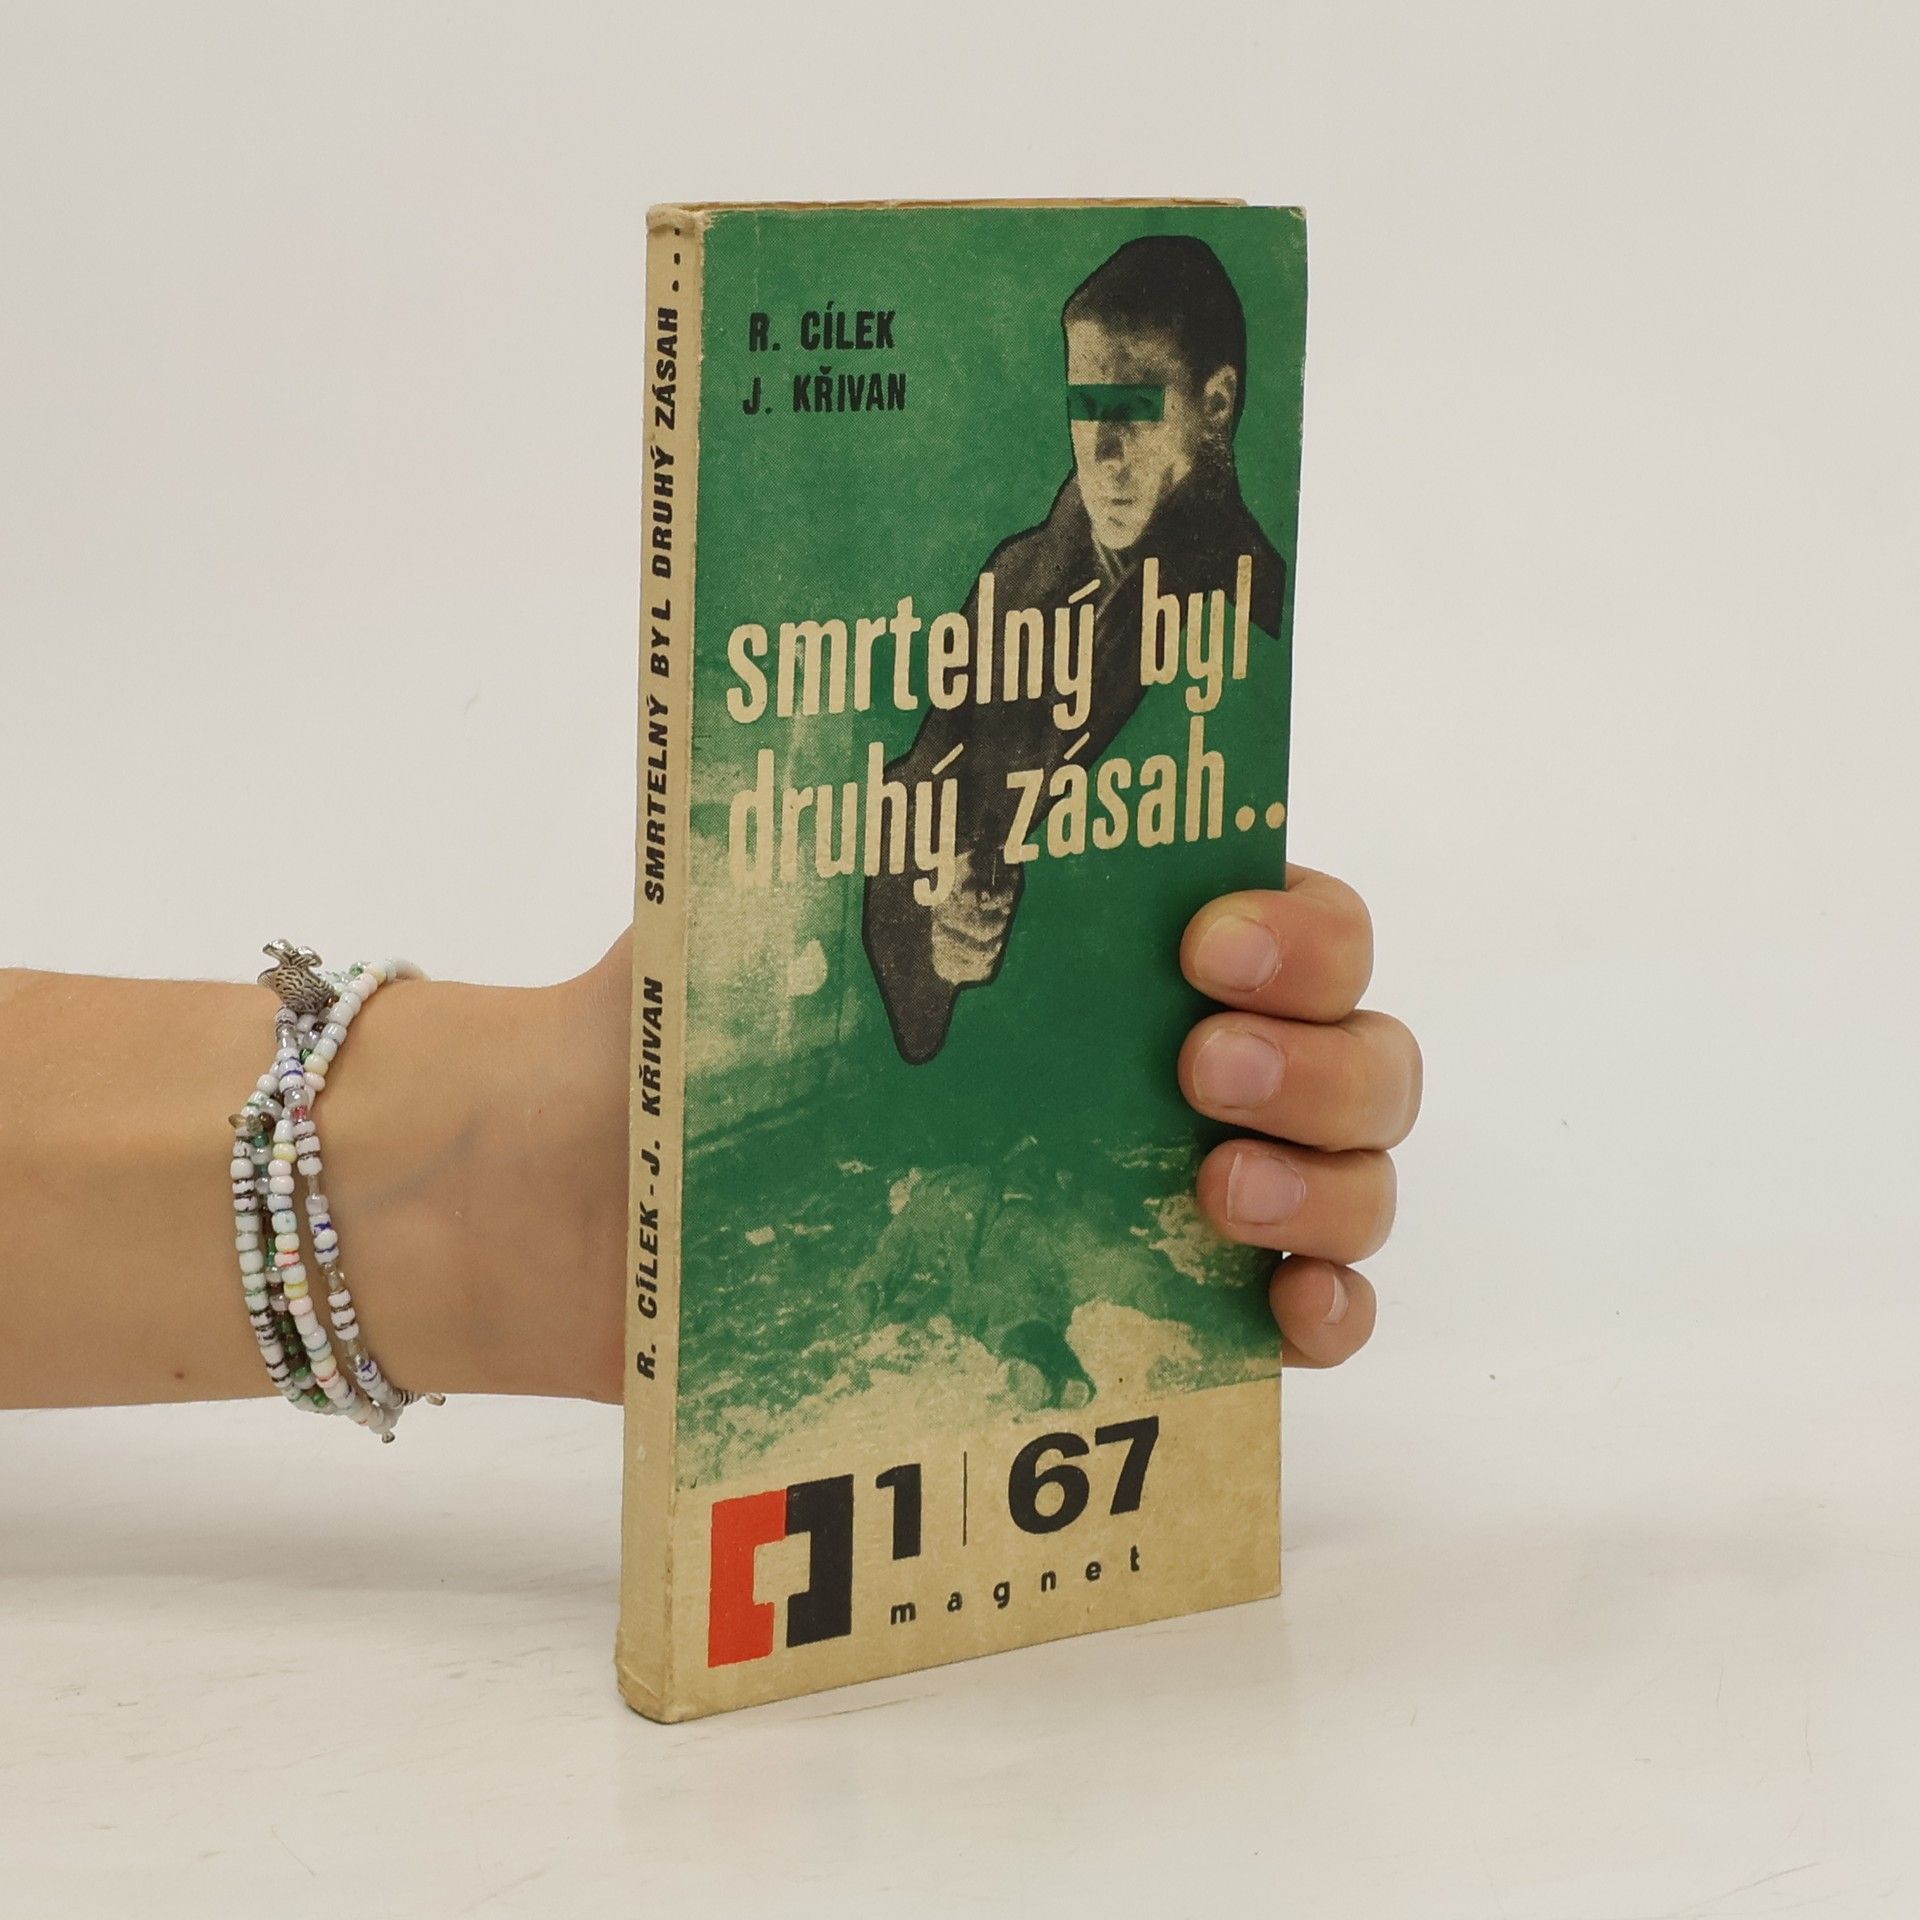 R. CÍLEK - J. KŘIVAN SMRTELNÝ BYL DRUHÝ ZÁSAH...
R. CÍLEK
J. KŘIVAN
smrtelný byl
druhý zásah..
1 | 67
magnet